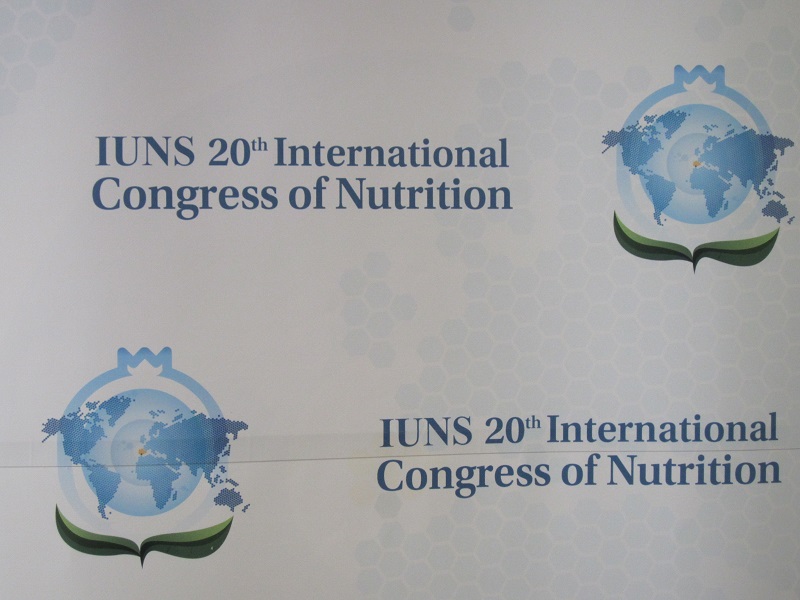 IUNS 20th International
Congress of Nutrition
IUNS 20th International
Congress of Nutrition